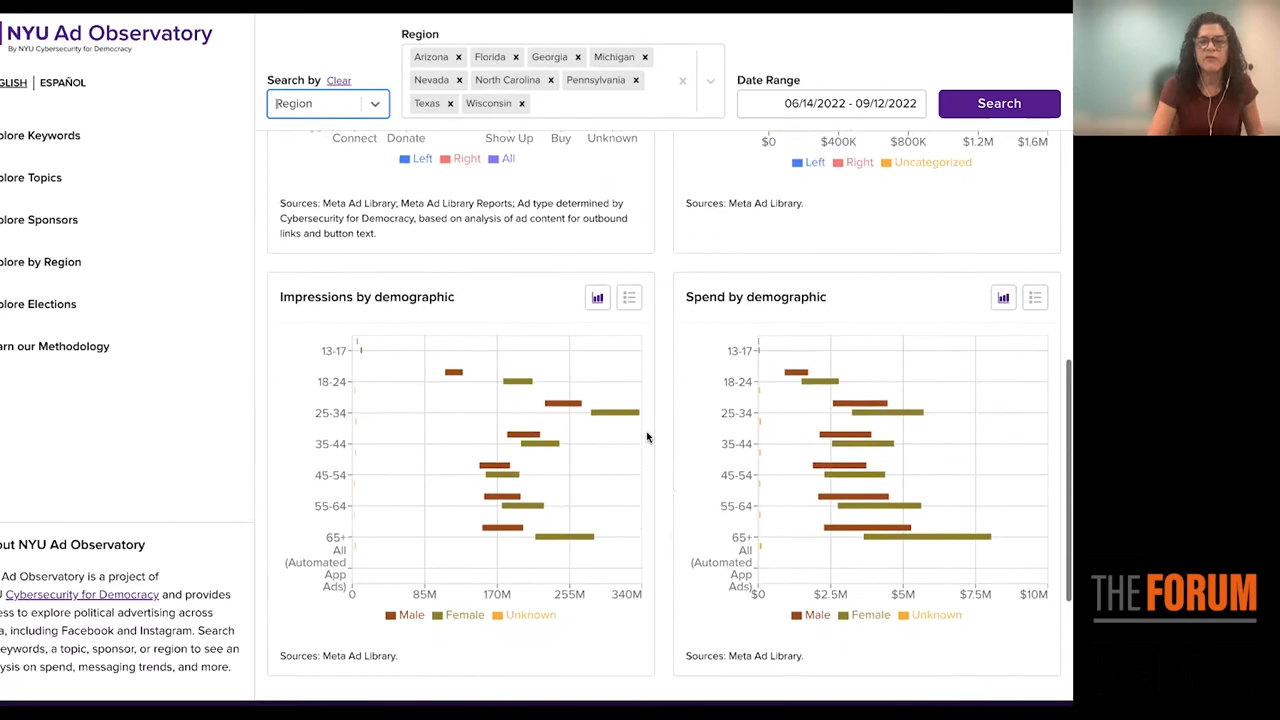 NYU Ad Observatory
By NYU Cybersecurity for Democracy
GLISH | ESPAÑOL
plore Keywords
plore Topics
plore Sponsors
plore by Region
plore Elections
arn our Methodology
out NYU Ad Observatory
Ad Observatory is a project of
U Cybersecurity for Democracy and provides
ess to explore political advertising across
a, including Facebook and Instagram. Search
eywords, a topic, sponsor, or region to see an
ysis on spend, messaging trends, and more.
Search by Clear
Region
Region
Arizona × Florida × Georgia × Michigan ×
Nevada × North Carolina × Pennsylvania ×
Texas × Wisconsin ×
Date Range
06/14/2022 - 09/12/2022
Search
Connect Donate Show Up Buy Unknown
Left Right All
Sources: Meta Ad Library; Meta Ad Library Reports; Ad type determined by
Cybersecurity for Democracy, based on analysis of ad content for outbound
links and button text.
$0 $400K $800K $1.2M $1.6M
Left Right Uncategorized
Sources: Meta Ad Library.
Impressions by demographic
13-17
18-24
25-34
35-44
45-54
55-64
65+
All
(Automated
App
Ads)
0 85M 170M 255M 340M
Male Female Unknown
Sources: Meta Ad Library.
Spend by demographic
13-17
18-24
25-34
35-44
45-54
55-64
65+
All
(Automated
App
Ads)
$0 $2.5M $5M $7.5M $10M
Male Female Unknown
Sources: Meta Ad Library.
THE FORUM